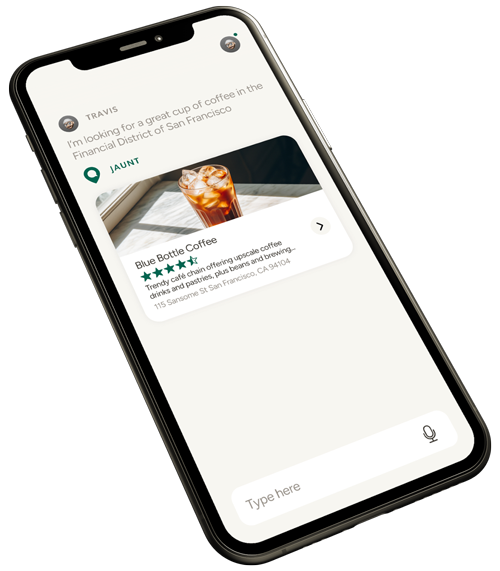 TRAVIS
I'm looking for a great cup of coffee in the
Financial District of San Francisco
JAUNT
Blue Bottle Coffee
Trendy café chain offering upscale coffee
drinks and pastries, plus beans and brewing...
115 Sansome St San Francisco, CA 94104
Type here